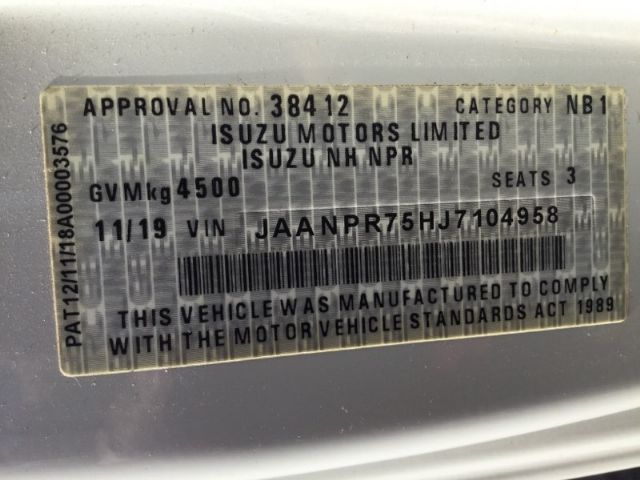 APPROVAL NO. 38412 CATEGORY NB1
ISUZU MOTORS LIMITED
ISUZU NH NPR
GVMkg 4500 SEATS 3
11/19 VIN JAANPR75HJ7104958
THIS VEHICLE WAS MANUFACTURED TO COMPLY
WITH THE MOTOR VEHICLE STANDARDS ACT 1989
PAT12/11/18A00003576